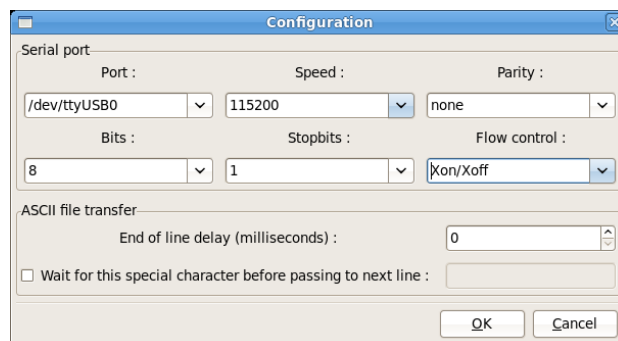 Configuration
Serial port
Port : Speed : Parity :
/dev/ttyUSB0 115200 none
Bits : Stopbits : Flow control :
8 1 Xon/Xoff
ASCII file transfer
End of line delay (milliseconds) : 0
Wait for this special character before passing to next line :
OK Cancel